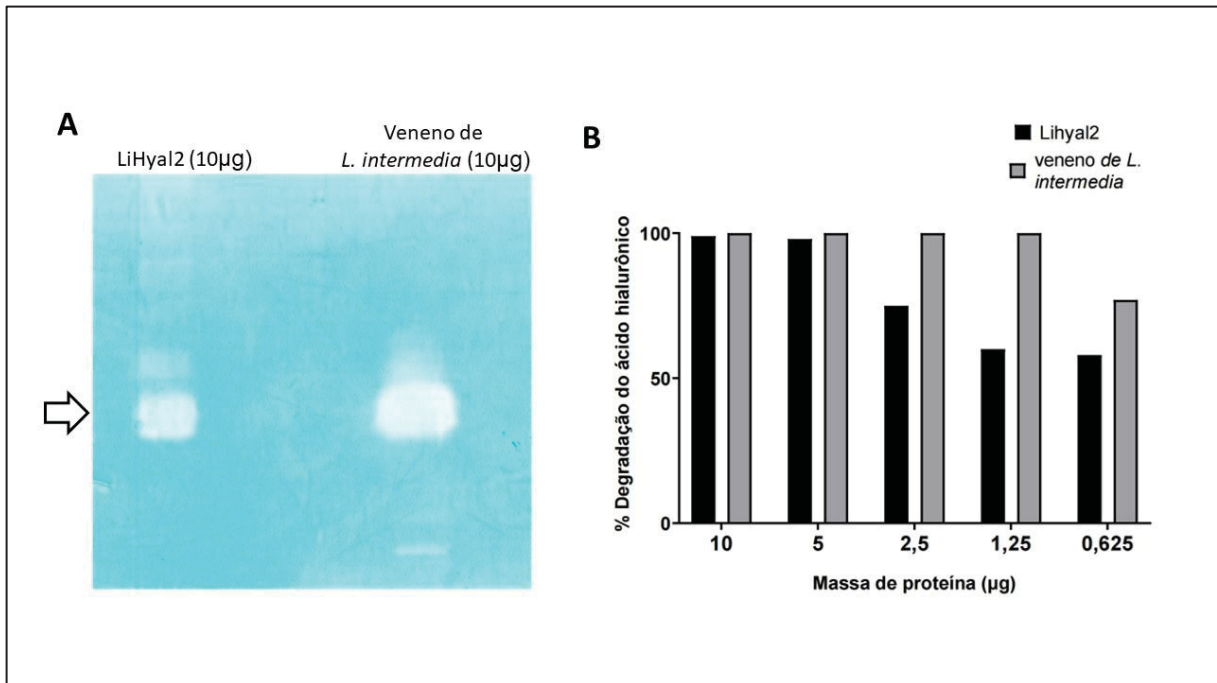 A
LiHyal2 (10µg)
Veneno de
L. intermedia (10µg)
B
Lihyal2
veneno de L.
intermedia
% Degradação do ácido hialurônico
100
50
0
10 5 2,5 1,25 0,625
Massa de proteína (µg)